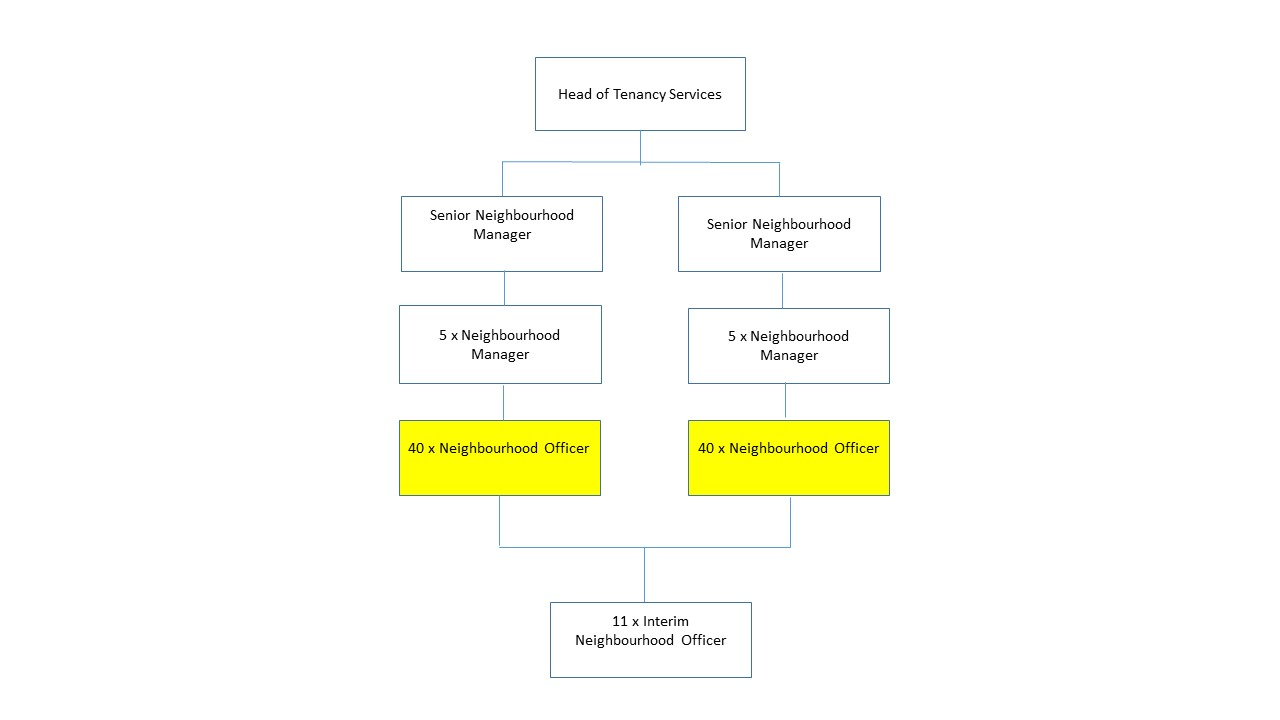 Head of Tenancy Services
Senior Neighbourhood
Manager
Senior Neighbourhood
Manager
5 x Neighbourhood
Manager
5 x Neighbourhood
Manager
40 x Neighbourhood Officer
40 x Neighbourhood Officer
11 x Interim
Neighbourhood Officer